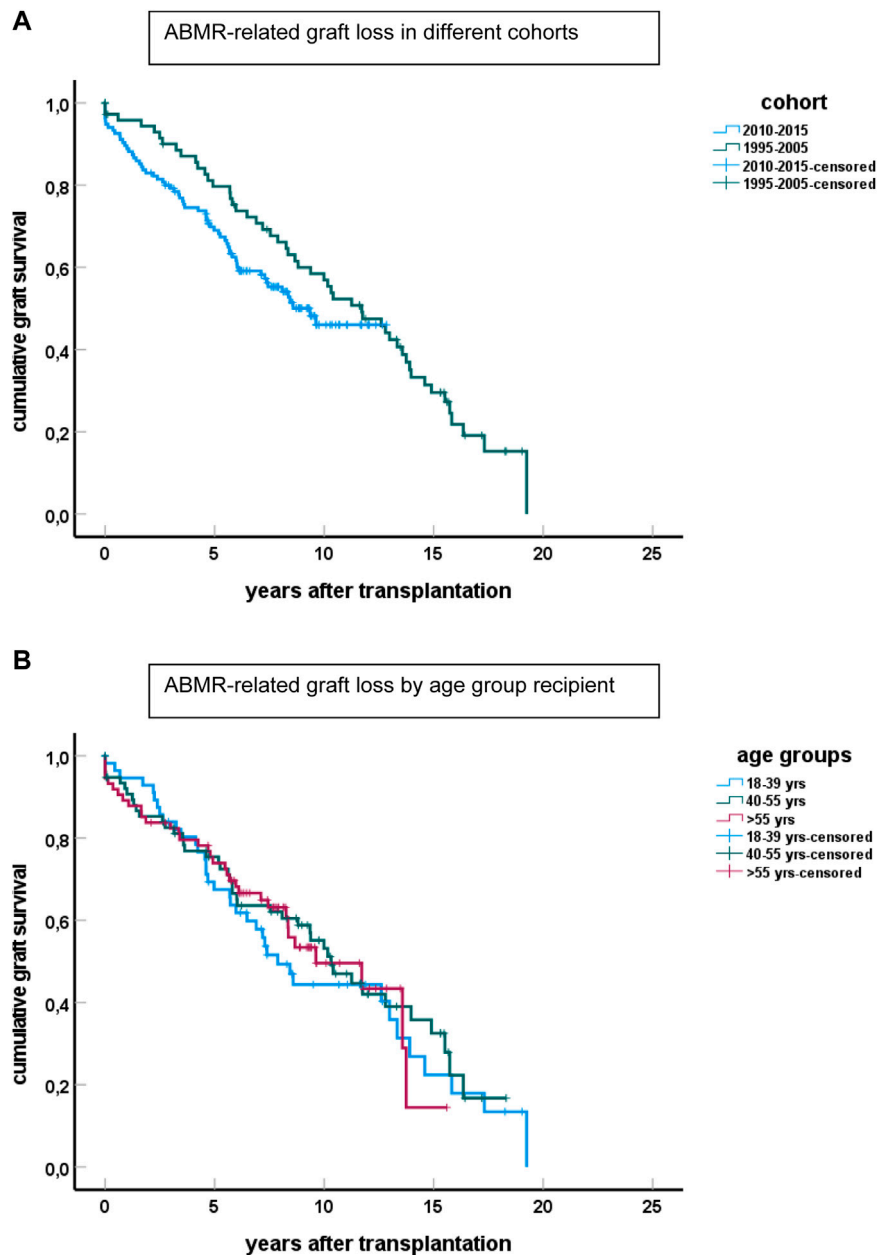 A
ABMR-related graft loss in different cohorts
cumulative graft survival
1,0
0,8
0,6
0,4
0,2
0,0
0 5 10 15 20 25
years after transplantation
cohort
2010-2015
1995-2005
2010-2015-censored
1995-2005-censored
B
ABMR-related graft loss by age group recipient
cumulative graft survival
1,0
0,8
0,6
0,4
0,2
0,0
0 5 10 15 20 25
years after transplantation
age groups
18-39 yrs
40-55 yrs
>55 yrs
18-39 yrs-censored
40-55 yrs-censored
>55 yrs-censored